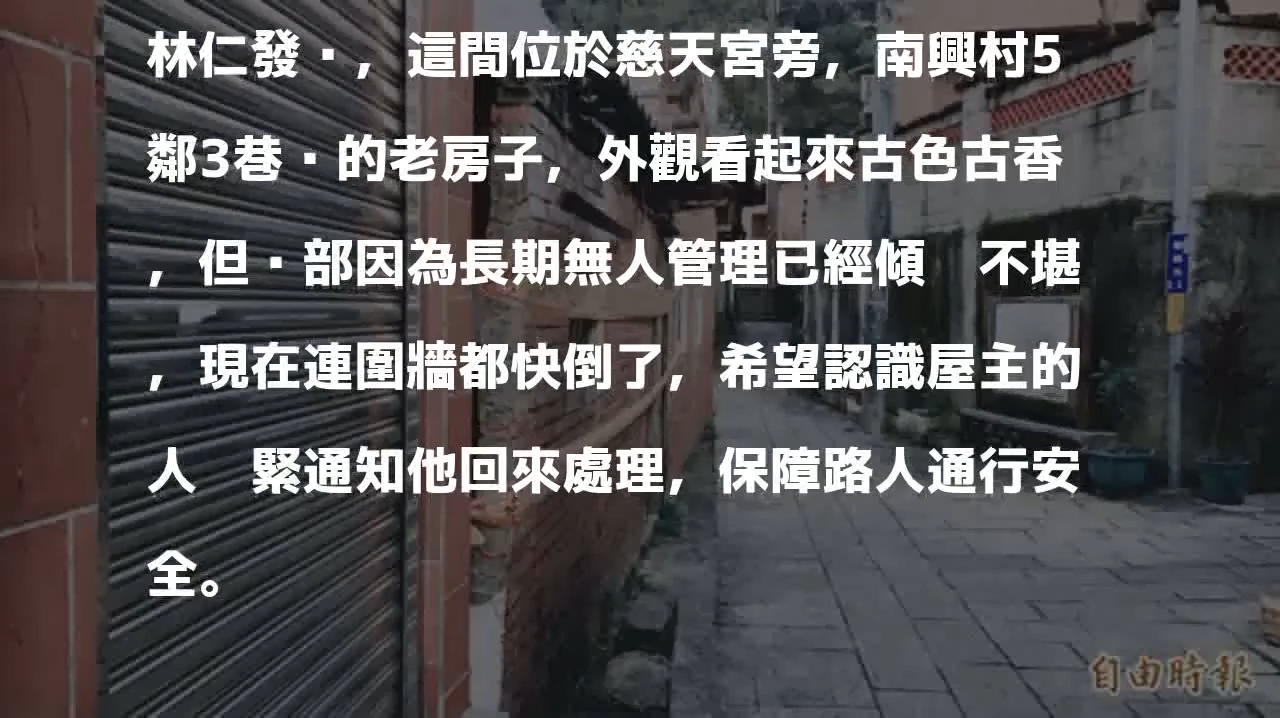 林仁發·，這間位於慈天宮旁，南興村5
鄰3巷·的老房子，外觀看起來古色古香
，但·部因為長期無人管理已經傾　不堪
，現在連圍牆都快倒了，希望認識屋主的
人　緊通知他回來處理，保障路人通行安
全。
自由時報